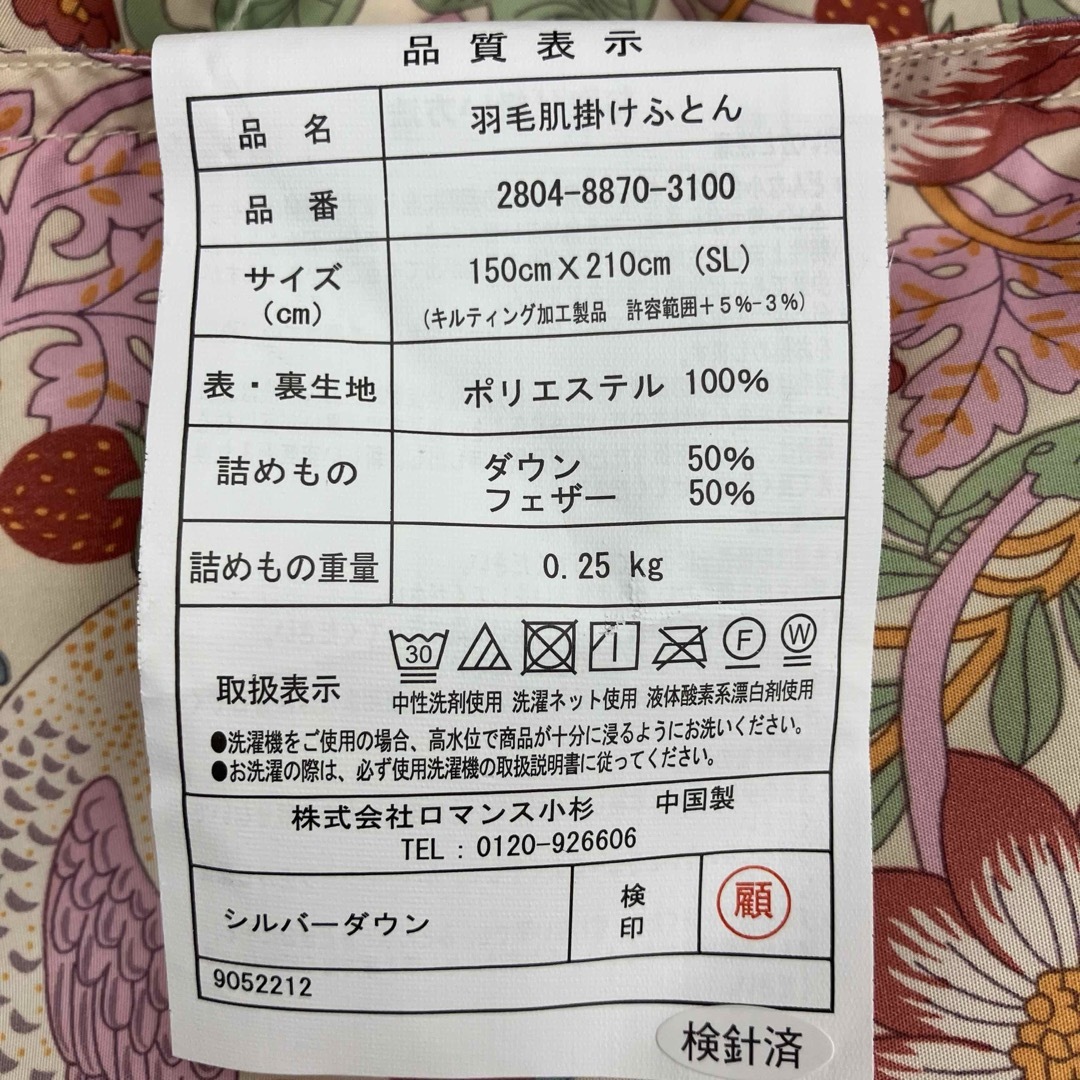 品質表示
品名 羽毛肌掛けふとん
品番 2804-8870-3100
サイズ(cm) 150cm×210cm (SL)
(キルティング加工製品 許容範囲+5%-3%)
表・裏生地 ポリエステル 100%
詰めもの ダウン 50%
フェザー 50%
詰めもの重量 0.25 kg
30 F W
取扱表示 中性洗剤使用 洗濯ネット使用 液体酸素系漂白剤使用
●洗濯機をご使用の場合、高水位で商品が十分に浸るようにお洗いください。
●お洗濯の際は、必ず使用洗濯機の取扱説明書に従ってください。
株式会社ロマンス小杉 中国製
TEL : 0120-926606
シルバーダウン 検印 顧
9052212
検針済